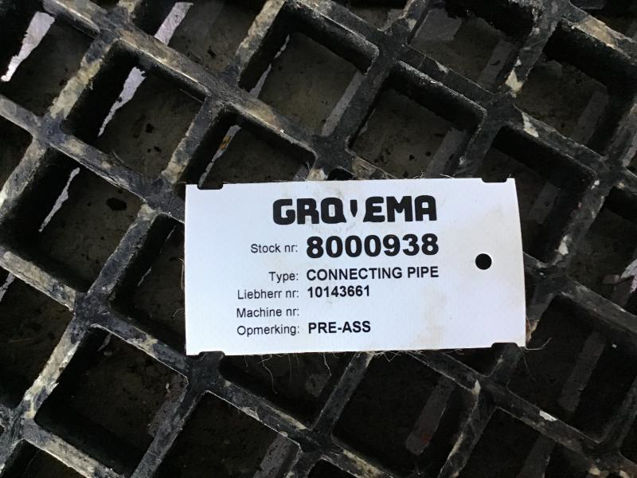 GROVEMA
Stock nr: 8000938
Type: CONNECTING PIPE
Liebherr nr: 10143661
Machine nr:
Opmerking: PRE-ASS